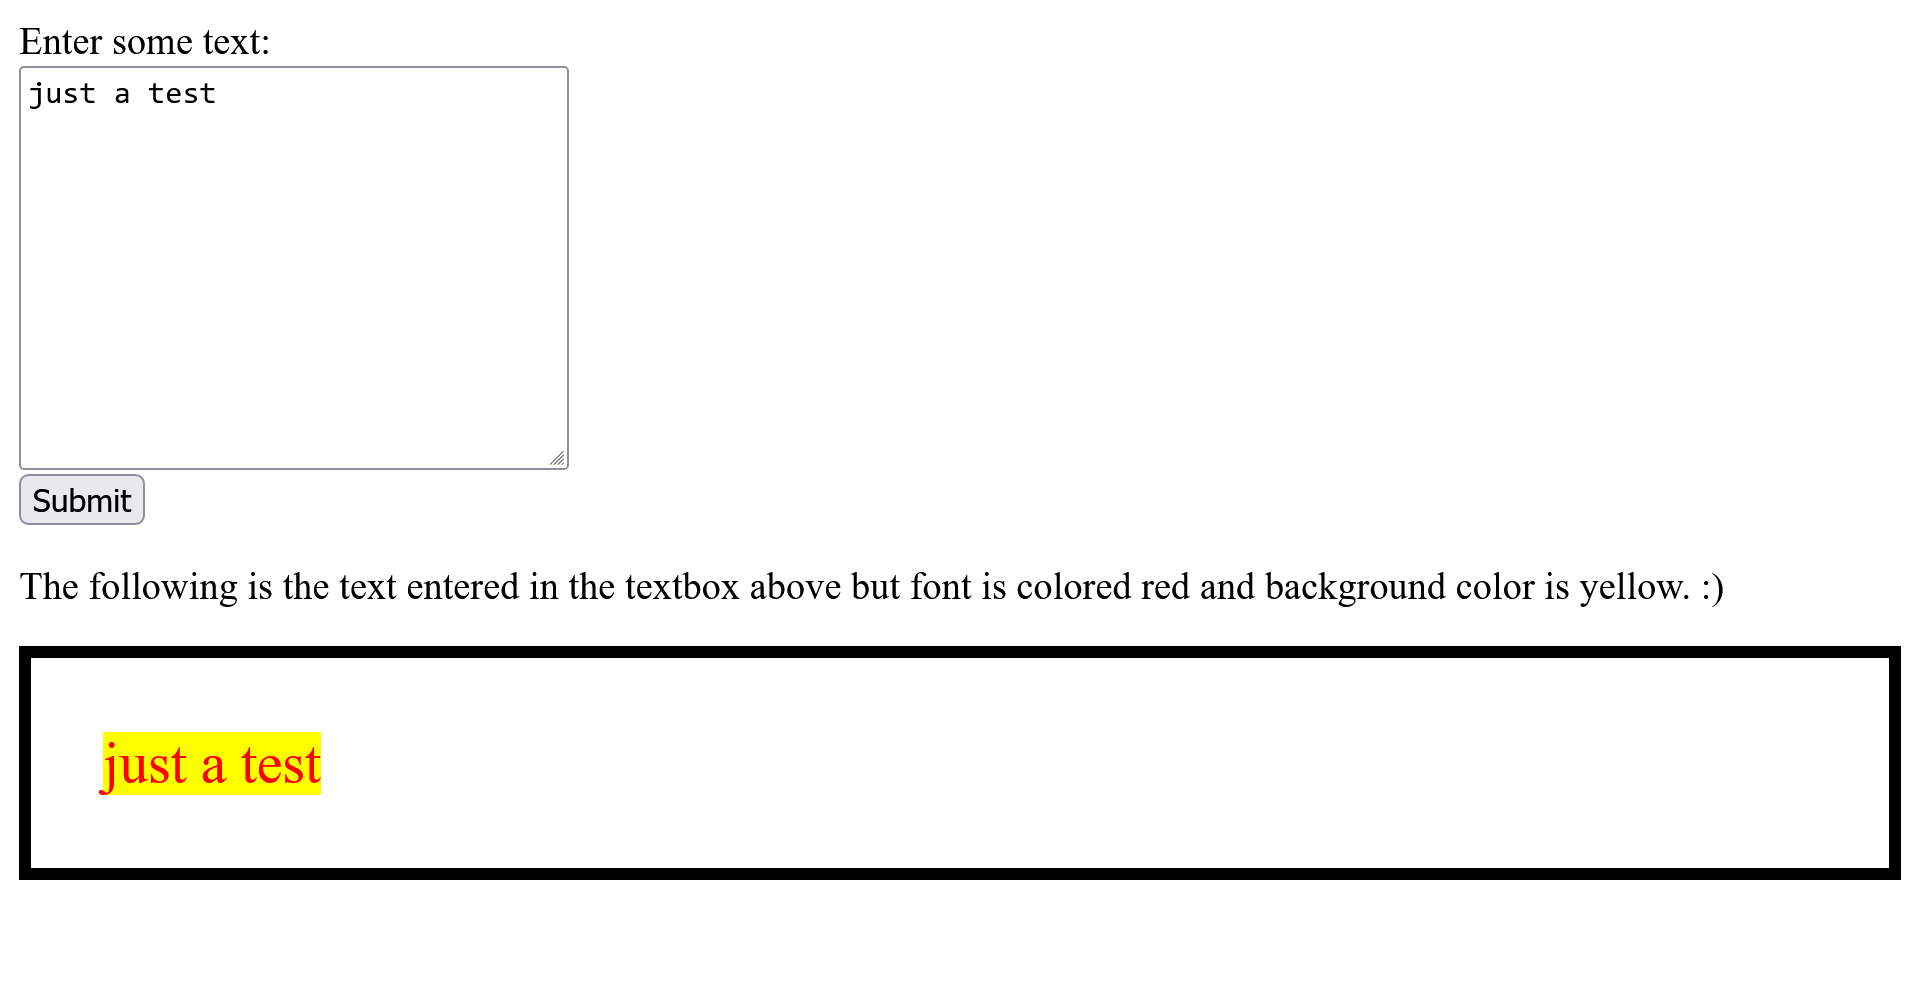 Enter some text:
just a test
Submit
The following is the text entered in the textbox above but font is colored red and background color is yellow. :)
just a test